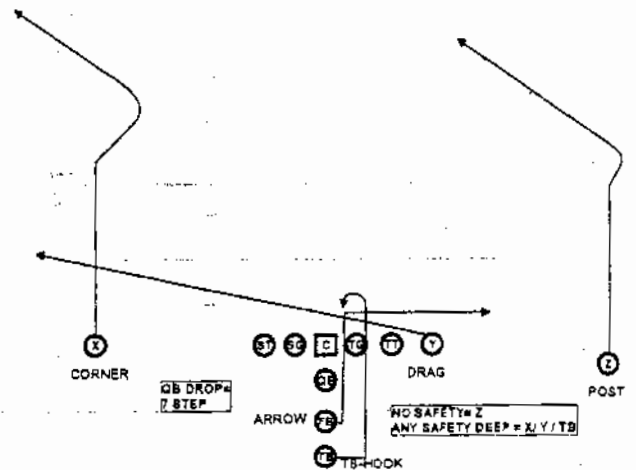 X
ST
SG
C
TG
TT
Y
Z
CORNER
DRAG
POST
QB
QB DROP=
7 STEP
ARROW
FB
NO SAFETY= Z
ANY SAFETY DEEP = X/ Y / TB
TB
TB-HOOK